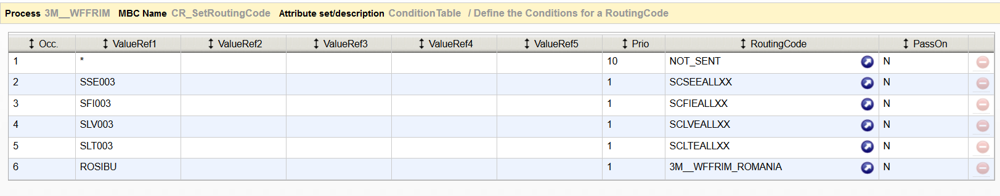 Process 3M__WFFRIM MBC Name CR_SetRoutingCode Attribute set/description ConditionTable / Define the Conditions for a RoutingCode
Occ. ValueRef1 ValueRef2 ValueRef3 ValueRef4 ValueRef5 Prio RoutingCode PassOn
1 * 10 NOT_SENT N
2 SSE003 1 SCSEEALLXX N
3 SFI003 1 SCFIEALLXX N
4 SLV003 1 SCLVEALLXX N
5 SLT003 1 SCLTEALLXX N
6 ROSIBU 1 3M__WFFRIM_ROMANIA N